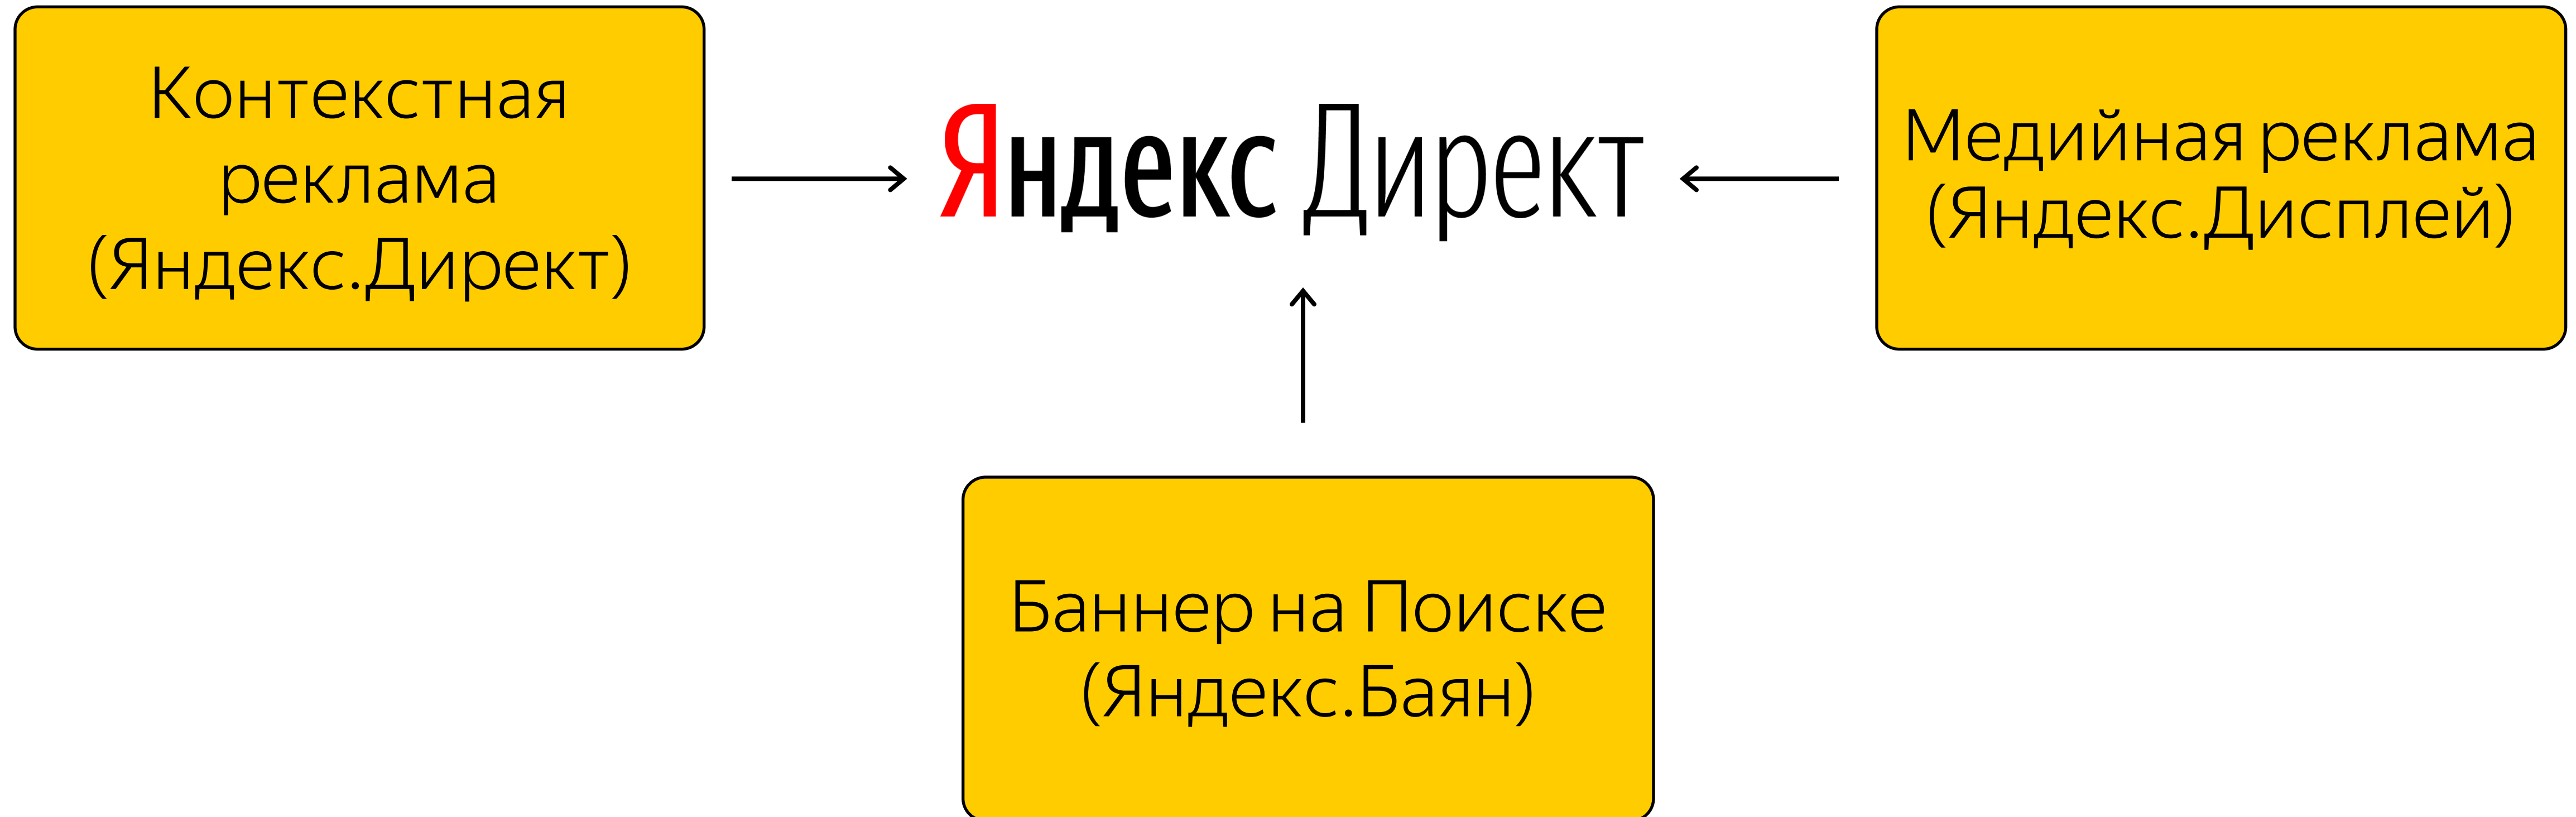 Контекстная
реклама
(Яндекс.Директ)
Яндекс Директ
Медийная реклама
(Яндекс.Дисплей)
Баннер на Поиске
(Яндекс.Баян)